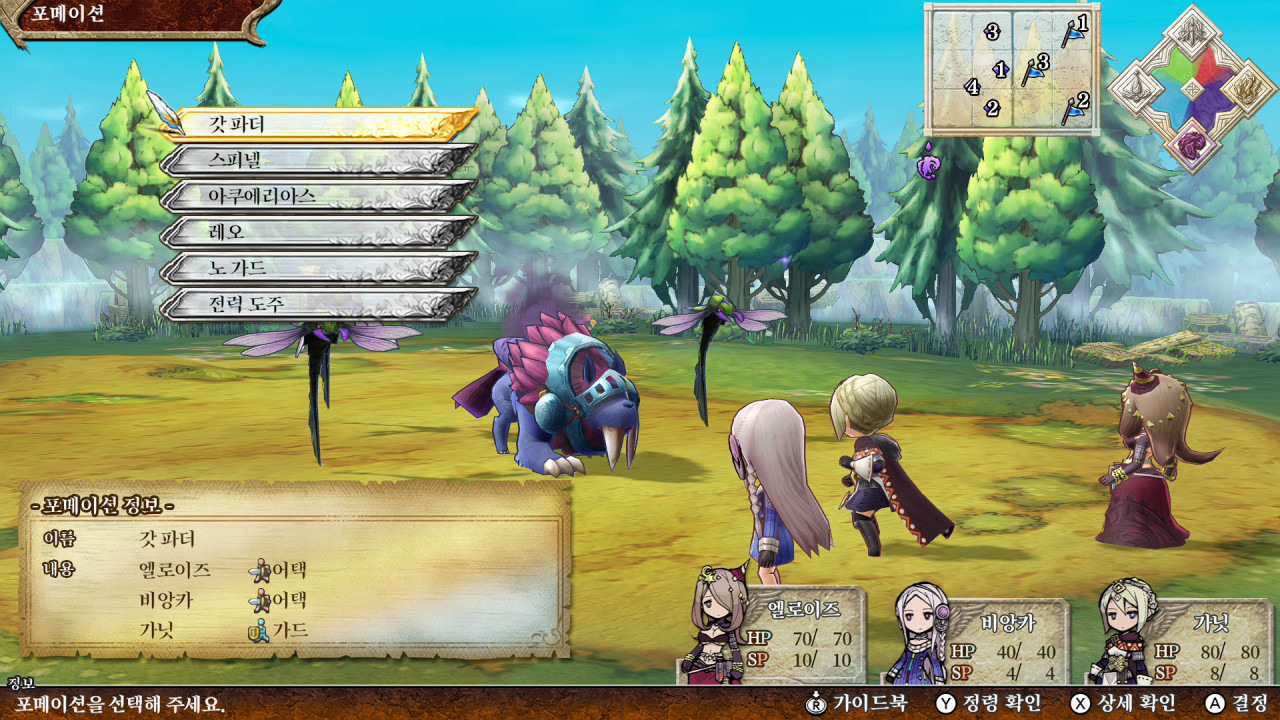 포메이션
3
1
1
3
4
2
2
갓 파더
스피넬
아쿠에리아스
레오
노 가드
전력 도주
- 포메이션 정보 -
이름 갓 파더
내용 엘로이즈 어택
비앙카 어택
가닛 가드
엘로이즈
HP 70/ 70
SP 10/ 10
비앙카
HP 40/ 40
SP 4/ 4
가닛
HP 80/ 80
SP 8/ 8
정보
포메이션을 선택해 주세요.
R 가이드북 Y 정령 확인 X 상세 확인 A 결정